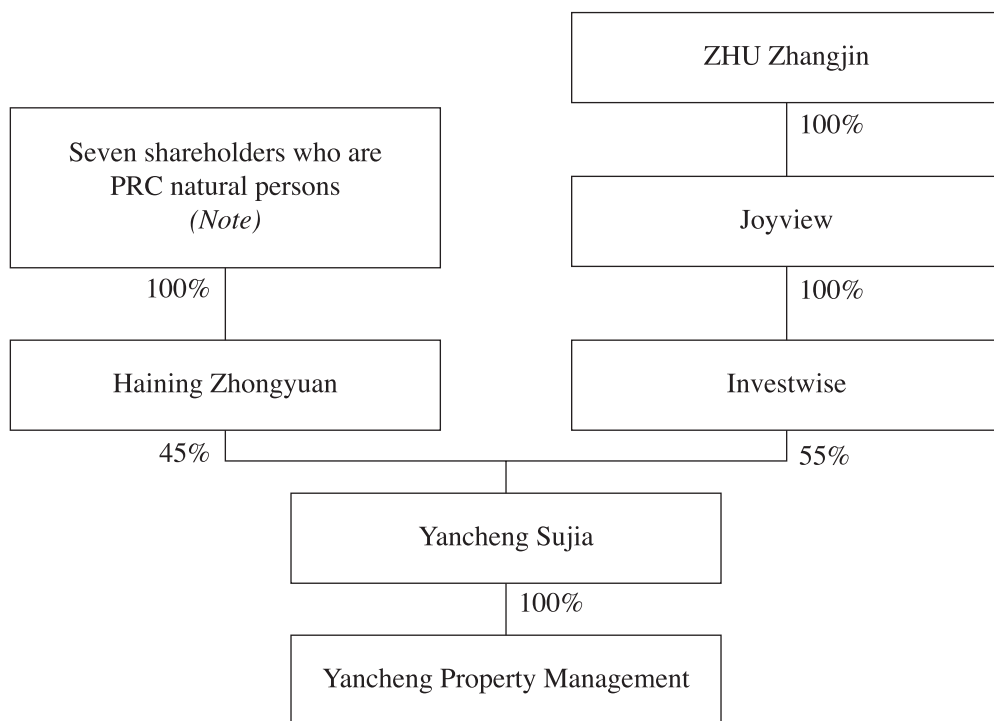 ZHU Zhangjin
100%
Seven shareholders who are
PRC natural persons
(Note)
Joyview
100%
100%
Haining Zhongyuan
Investwise
45%
55%
Yancheng Sujia
100%
Yancheng Property Management